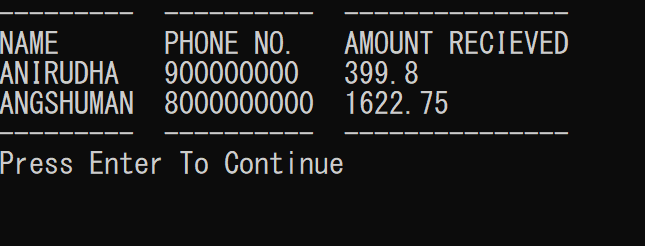 ---------  ----------  ---------------
NAME       PHONE NO.   AMOUNT RECIEVED
ANIRUDHA   900000000   399.8
ANGSHUMAN  8000000000  1622.75
---------  ----------  ---------------
Press Enter To Continue